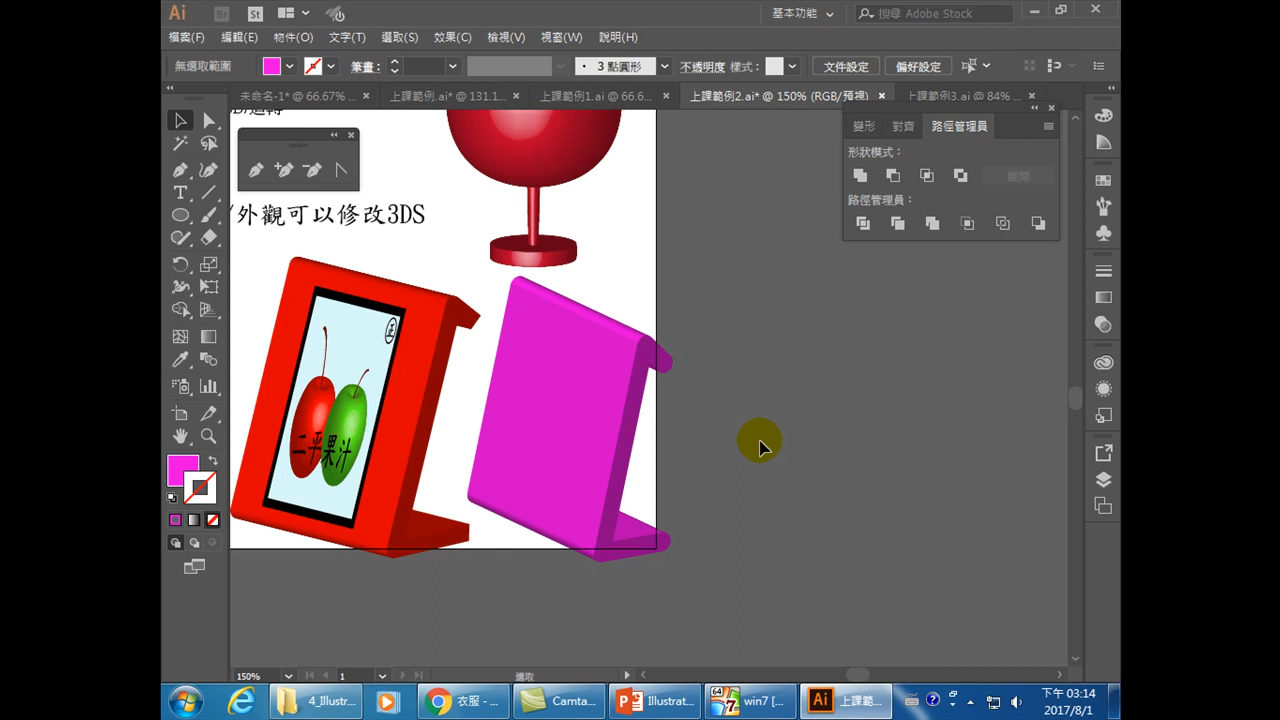 Ai Br St 基本功能 搜尋 Adobe Stock
檔案(F) 編輯(E) 物件(O) 文字(T) 選取(S) 效果(C) 檢視(V) 視窗(W) 說明(H)
無選取範圍 筆畫： 3 點圓形 不透明度 樣式： 文件設定 偏好設定
未命名-1* @ 66.67% ... 上課範例.ai* @ 131.1... 上課範例1.ai @ 66.6... 上課範例2.ai* @ 150% (RGB/預視) 上課範例3.ai @ 84% ...
變形 對齊 路徑管理員
形狀模式：
展開
路徑管理員：
外觀可以修改3DS
二平果汁
150% 1 選取
4_Illustr... 衣服 - ... Camta... Illustrat... win7 [... 上課範...
下午 03:14
2017/8/1